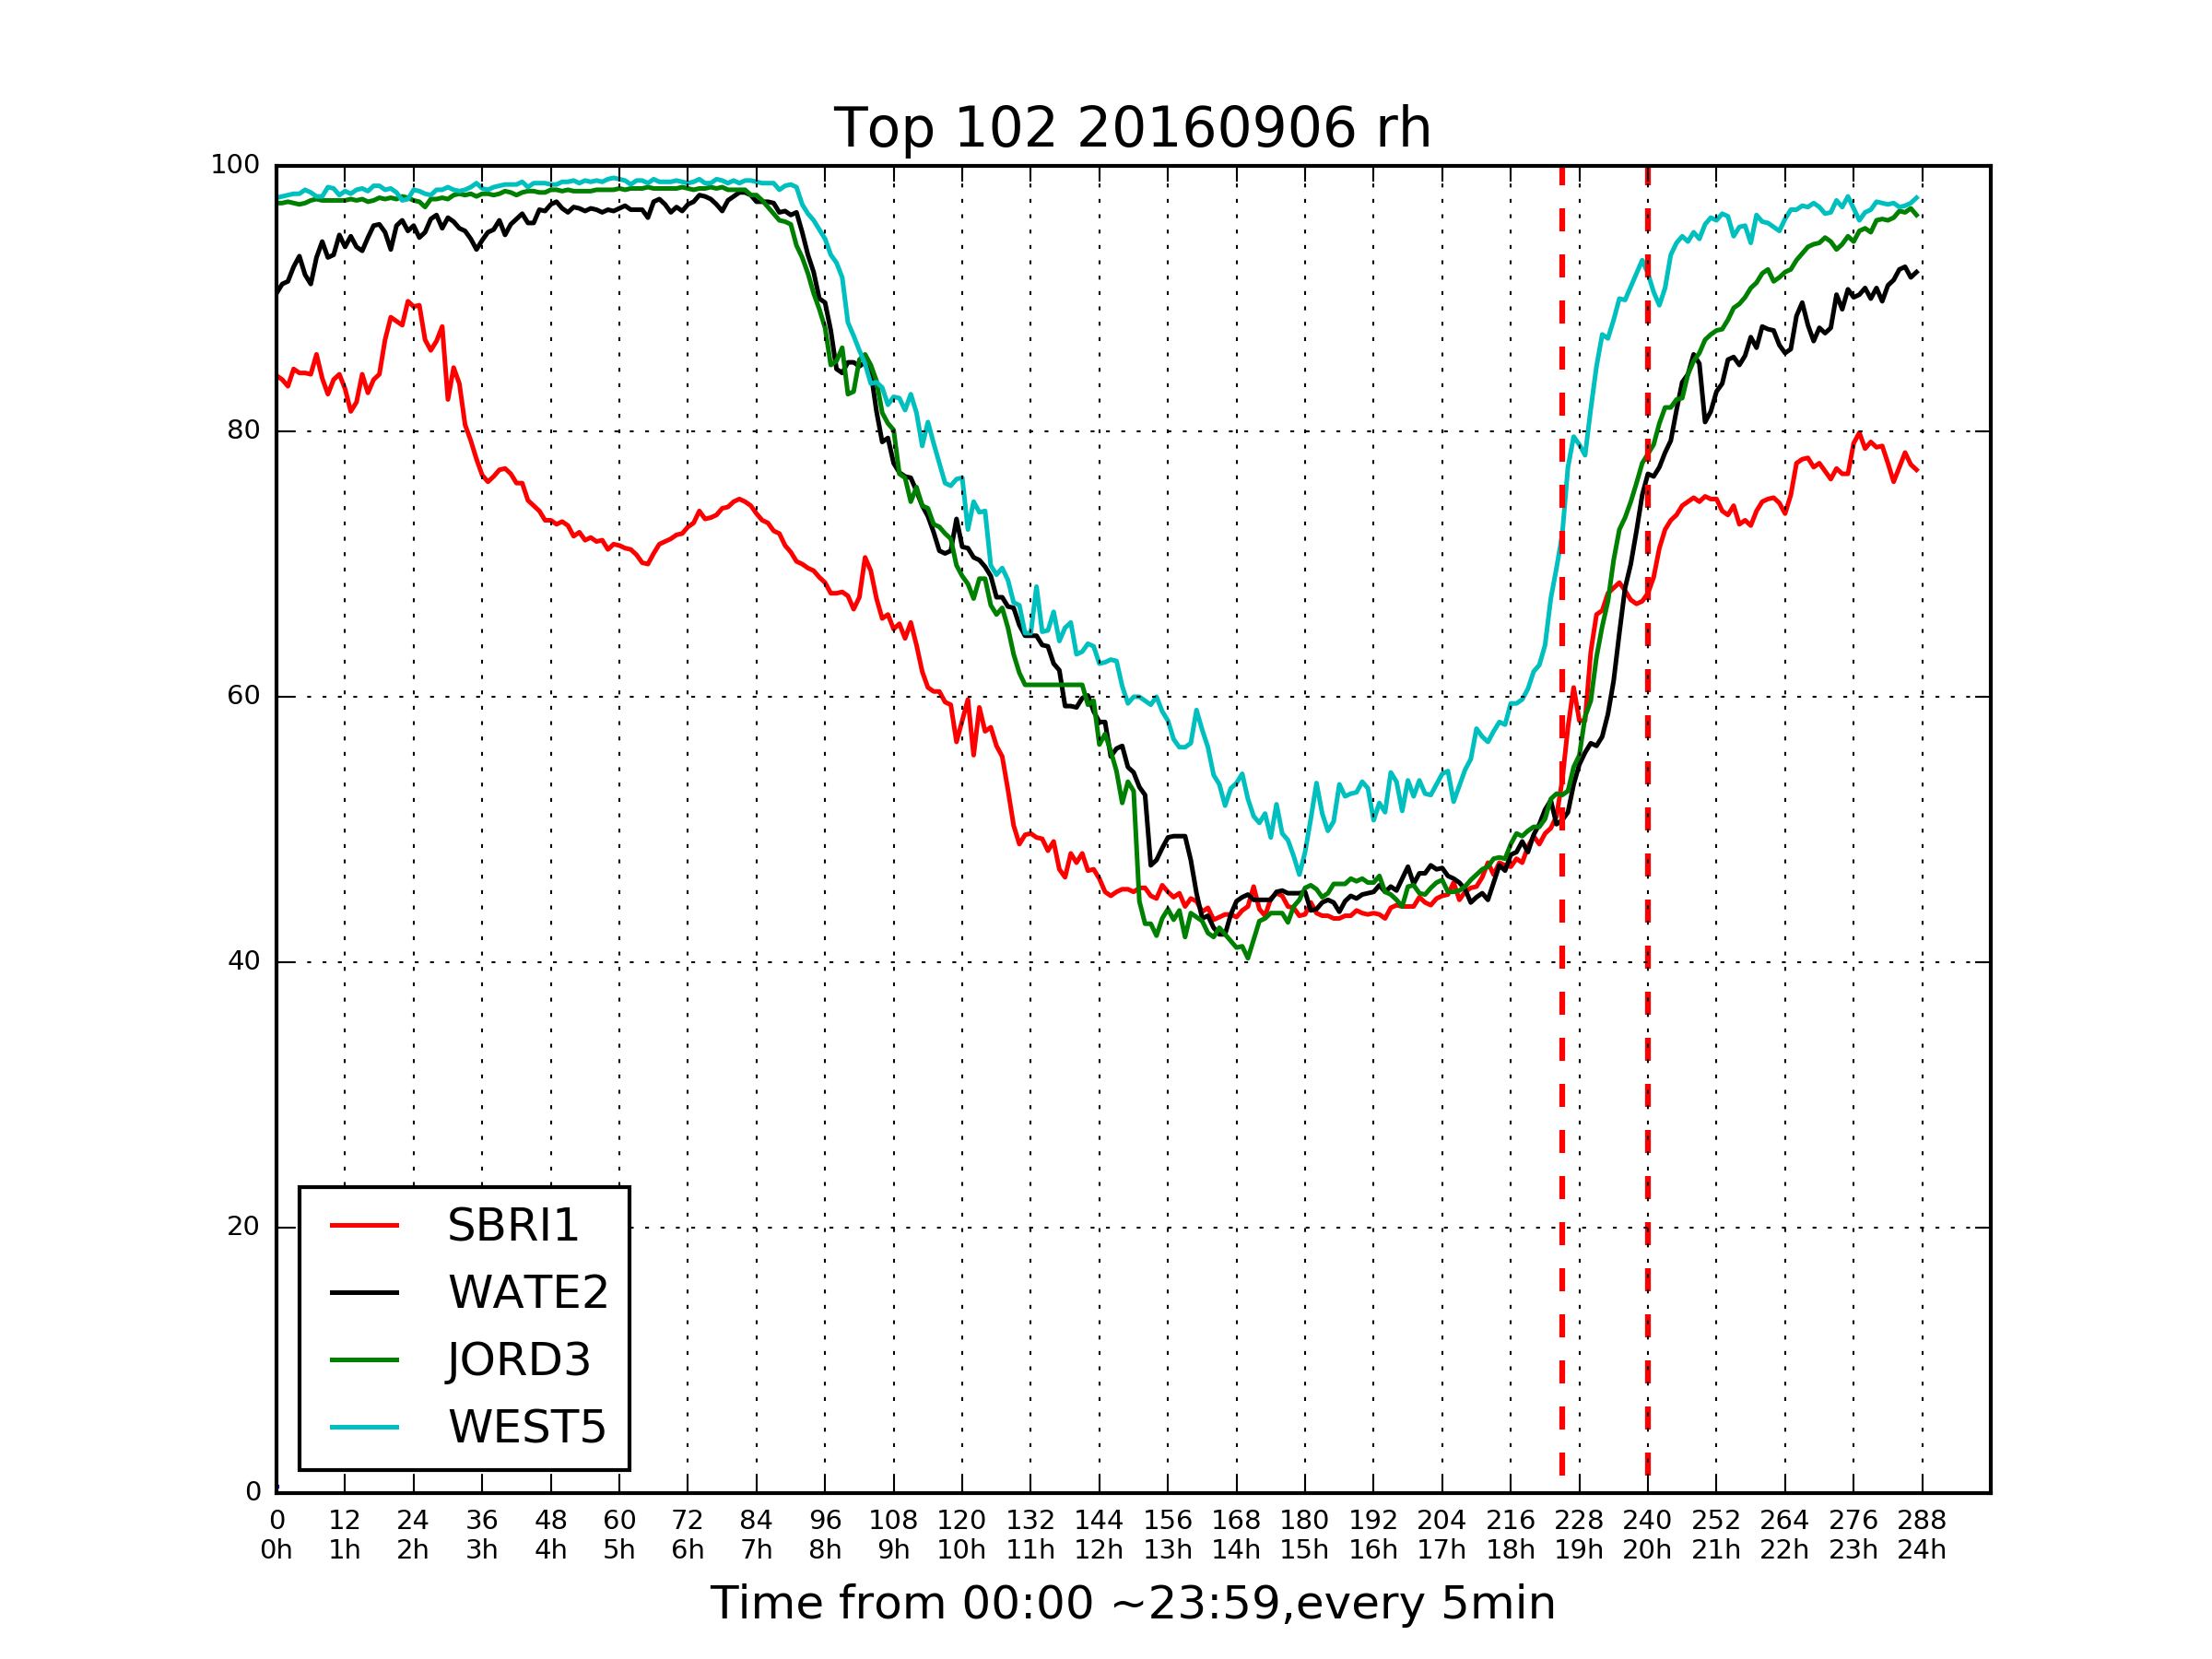 Top 102 20160906 rh
100
80
60
40
20
0
SBRI1
WATE2
JORD3
WEST5
0 12 24 36 48 60 72 84 96 108 120 132 144 156 168 180 192 204 216 228 240 252 264 276 288
0h 1h 2h 3h 4h 5h 6h 7h 8h 9h 10h 11h 12h 13h 14h 15h 16h 17h 18h 19h 20h 21h 22h 23h 24h
Time from 00:00 ~23:59,every 5min